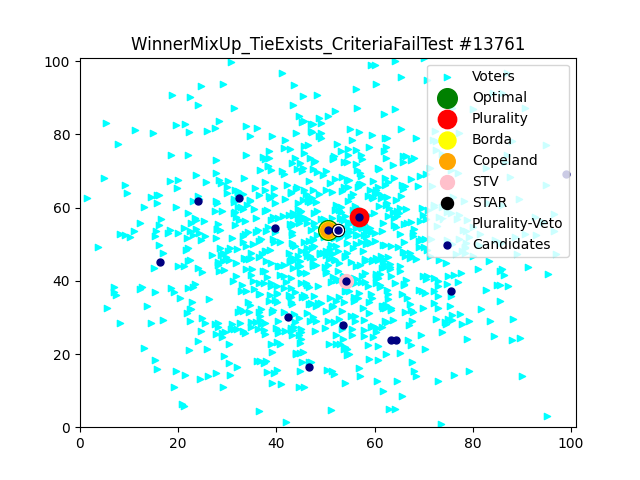 WinnerMixUp_TieExists_CriteriaFailTest #13761
100
80
60
40
20
0
0
20
40
60
80
100
Voters
Optimal
Plurality
Borda
Copeland
STV
STAR
Plurality-Veto
Candidates